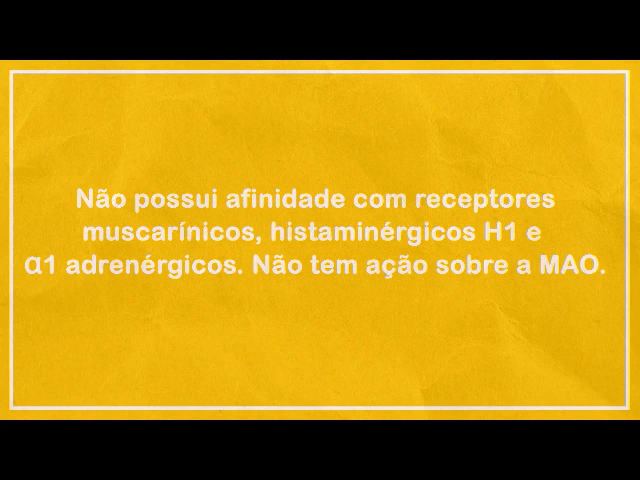 Não possui afinidade com receptores
muscarínicos, histaminérgicos H1 e
α1 adrenérgicos. Não tem ação sobre a MAO.